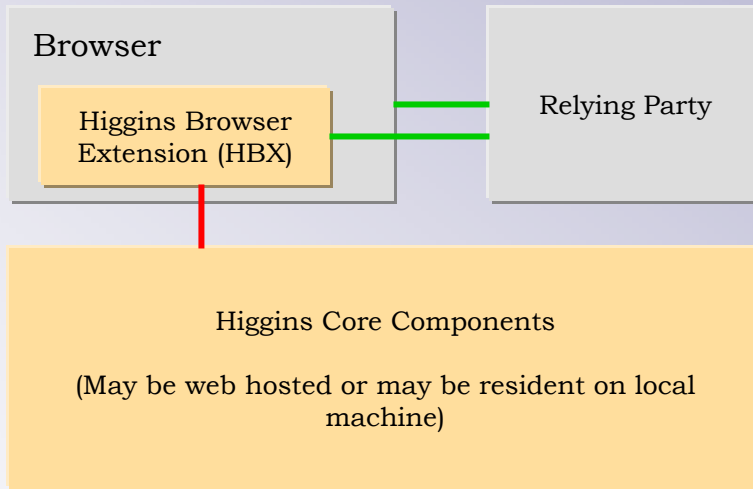 Browser
Higgins Browser
Extension (HBX)
Relying Party
Higgins Core Components
(May be web hosted or may be resident on local
machine)